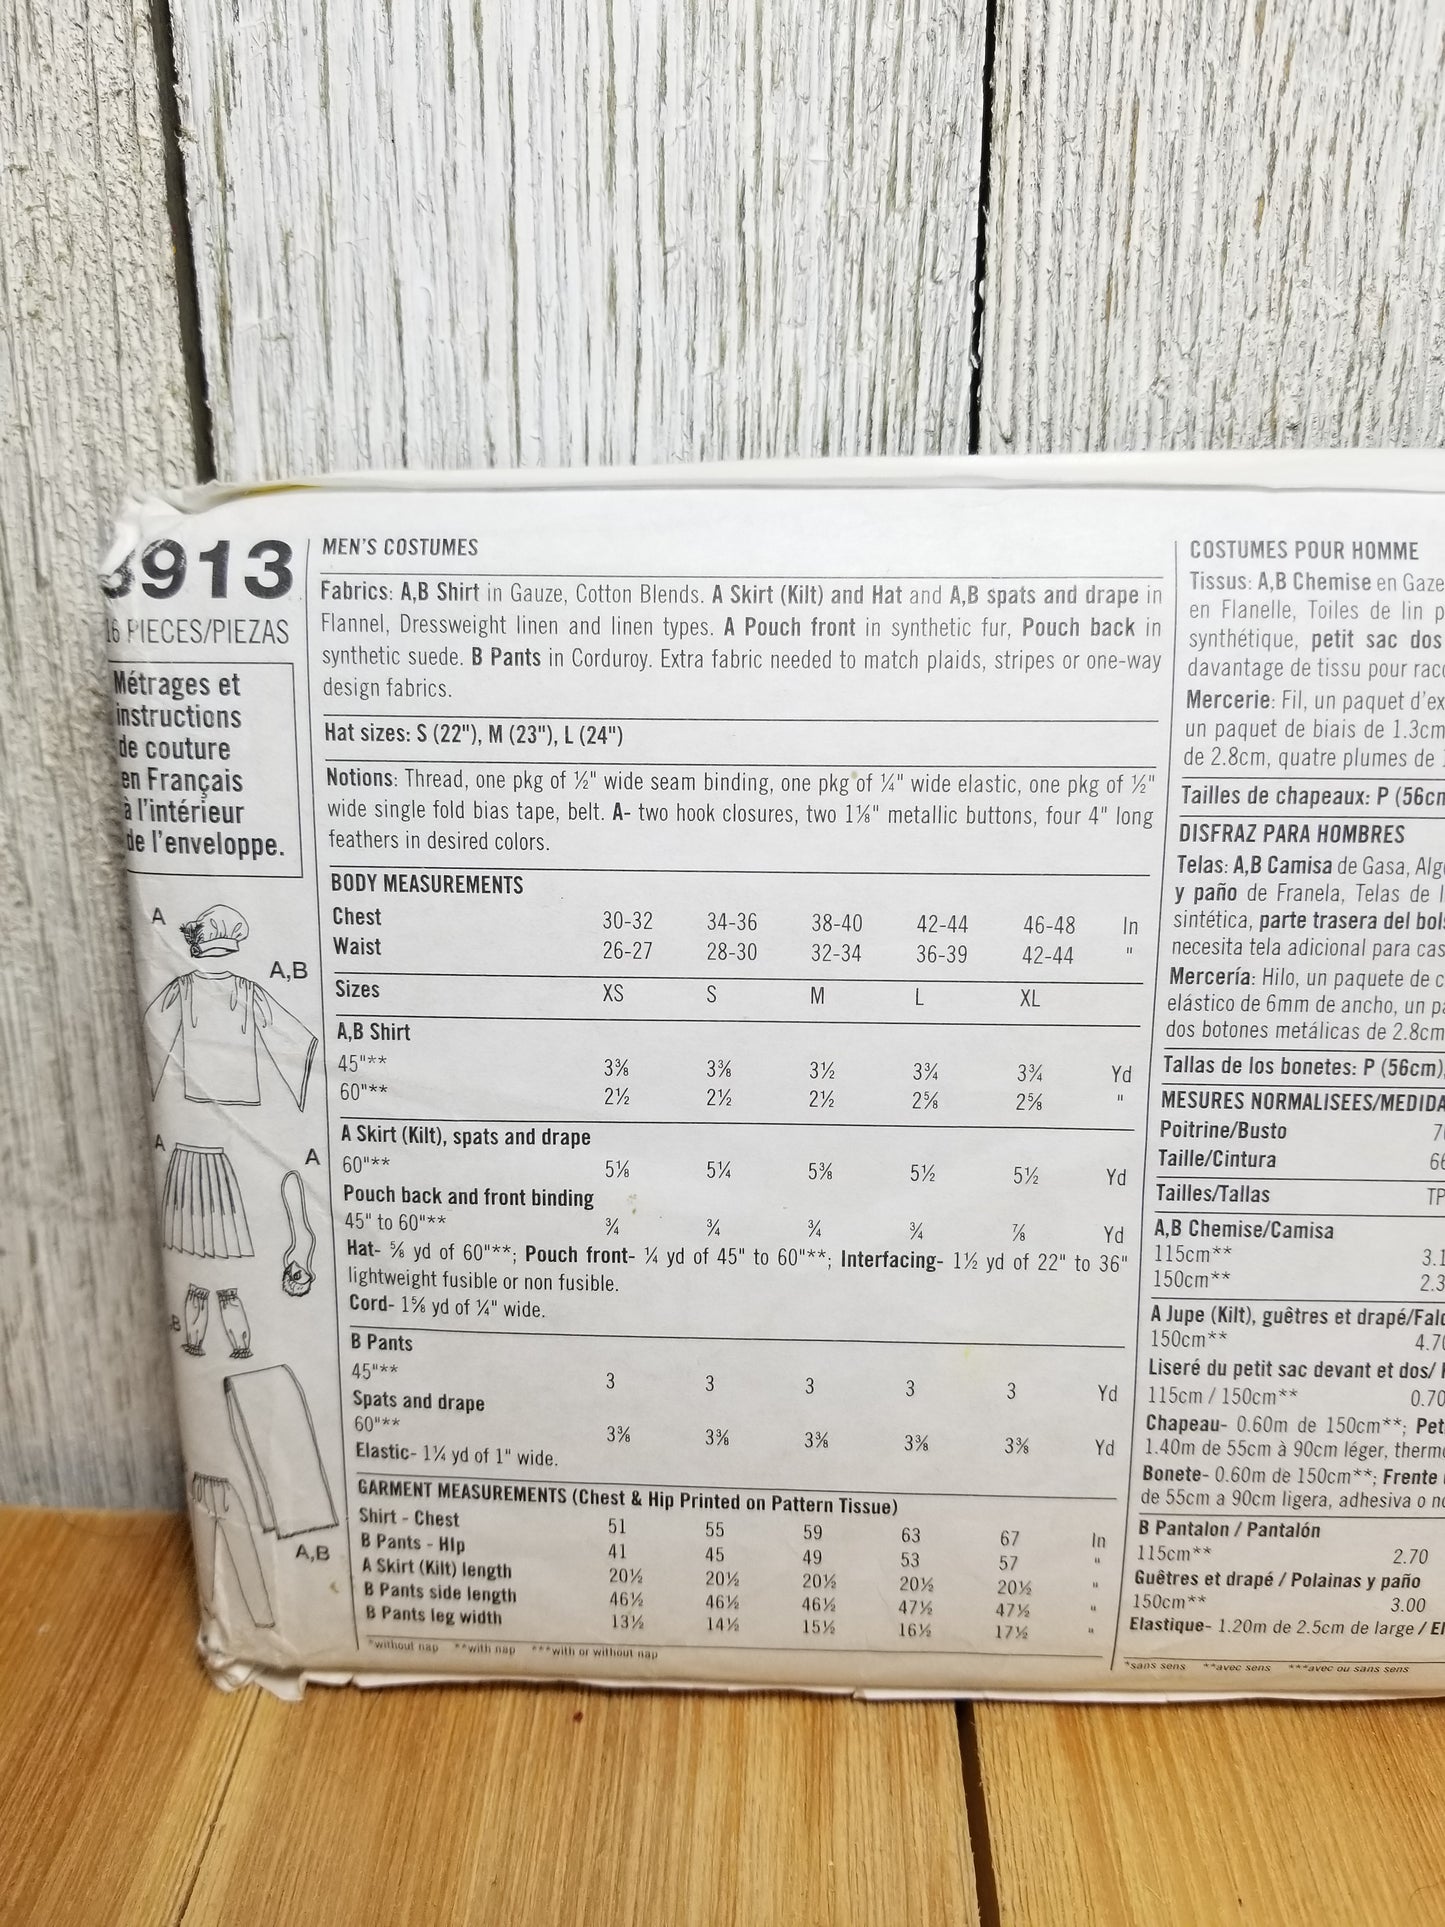 8913
16 PIECES/PIEZAS
Métrages et
instructions
de couture
en Français
à l'intérieur
de l'enveloppe.
A
A,B
A
A
B
A,B
MEN'S COSTUMES
Fabrics: A,B Shirt in Gauze, Cotton Blends. A Skirt (Kilt) and Hat and A,B spats and drape in
Flannel, Dressweight linen and linen types. A Pouch front in synthetic fur, Pouch back in
synthetic suede. B Pants in Corduroy. Extra fabric needed to match plaids, stripes or one-way
design fabrics.
Hat sizes: S (22"), M (23"), L (24")
Notions: Thread, one pkg of ½" wide seam binding, one pkg of ¼" wide elastic, one pkg of ½"
wide single fold bias tape, belt. A- two hook closures, two 1⅛" metallic buttons, four 4" long
feathers in desired colors.
BODY MEASUREMENTS
Chest 30-32 34-36 38-40 42-44 46-48 In
Waist 26-27 28-30 32-34 36-39 42-44 "
Sizes XS S M L XL
A,B Shirt
45"** 3⅜ 3⅜ 3½ 3¾ 3¾ Yd
60"** 2½ 2½ 2½ 2⅝ 2⅝ "
A Skirt (Kilt), spats and drape
60"** 5⅛ 5¼ 5⅜ 5½ 5½ Yd
Pouch back and front binding
45" to 60"** ¾ ¾ ¾ ¾ ⅞ Yd
Hat- ⅝ yd of 60"**; Pouch front- ¼ yd of 45" to 60"**; Interfacing- 1½ yd of 22" to 36"
lightweight fusible or non fusible.
Cord- 1⅝ yd of ¼" wide.
B Pants
45"** 3 3 3 3 3 Yd
Spats and drape
60"** 3⅜ 3⅜ 3⅜ 3⅜ 3⅜ Yd
Elastic- 1¼ yd of 1" wide.
GARMENT MEASUREMENTS (Chest & Hip Printed on Pattern Tissue)
Shirt - Chest 51 55 59 63 67 In
B Pants - HIp 41 45 49 53 57 "
A Skirt (Kilt) length 20½ 20½ 20½ 20½ 20½ "
B Pants side length 46½ 46½ 46½ 47½ 47½ "
B Pants leg width 13½ 14½ 15½ 16½ 17½ "
*without nap **with nap ***with or without nap
COSTUMES POUR HOMME
Tissus: A,B Chemise en Gaze
en Flanelle, Toiles de lin
synthétique, petit sac dos
davantage de tissu pour
Mercerie: Fil, un paquet
un paquet de biais de 1.3cm
de 2.8cm, quatre plumes de
Tailles de chapeaux: P (56cm
DISFRAZ PARA HOMBRES
Telas: A,B Camisa de Gasa,
y paño de Franela, Telas de
sintética, parte trasera del
necesita tela adicional para
Mercería: Hilo, un paquete de
elástico de 6mm de ancho, un
dos botones metálicas de 2.8cm
Tallas de los bonetes: P (56cm),
MESURES NORMALISEES/MEDIDA
Poitrine/Busto
Taille/Cintura
Tailles/Tallas TP
A,B Chemise/Camisa
115cm** 3.1
150cm** 2.3
A Jupe (Kilt), guêtres et drapé/
150cm** 4.70
Liseré du petit sac devant et dos/
115cm / 150cm** 0.70
Chapeau- 0.60m de 150cm**; Pet
1.40m de 55cm à 90cm léger,
Bonete- 0.60m de 150cm**; Frente
de 55cm a 90cm ligera, adhesiva o
B Pantalon / Pantalón
115cm** 2.70
Guêtres et drapé / Polainas y paño
150cm** 3.00
Elastique- 1.20m de 2.5cm de large / El
*sans sens **avec sens ***avec ou sans sens